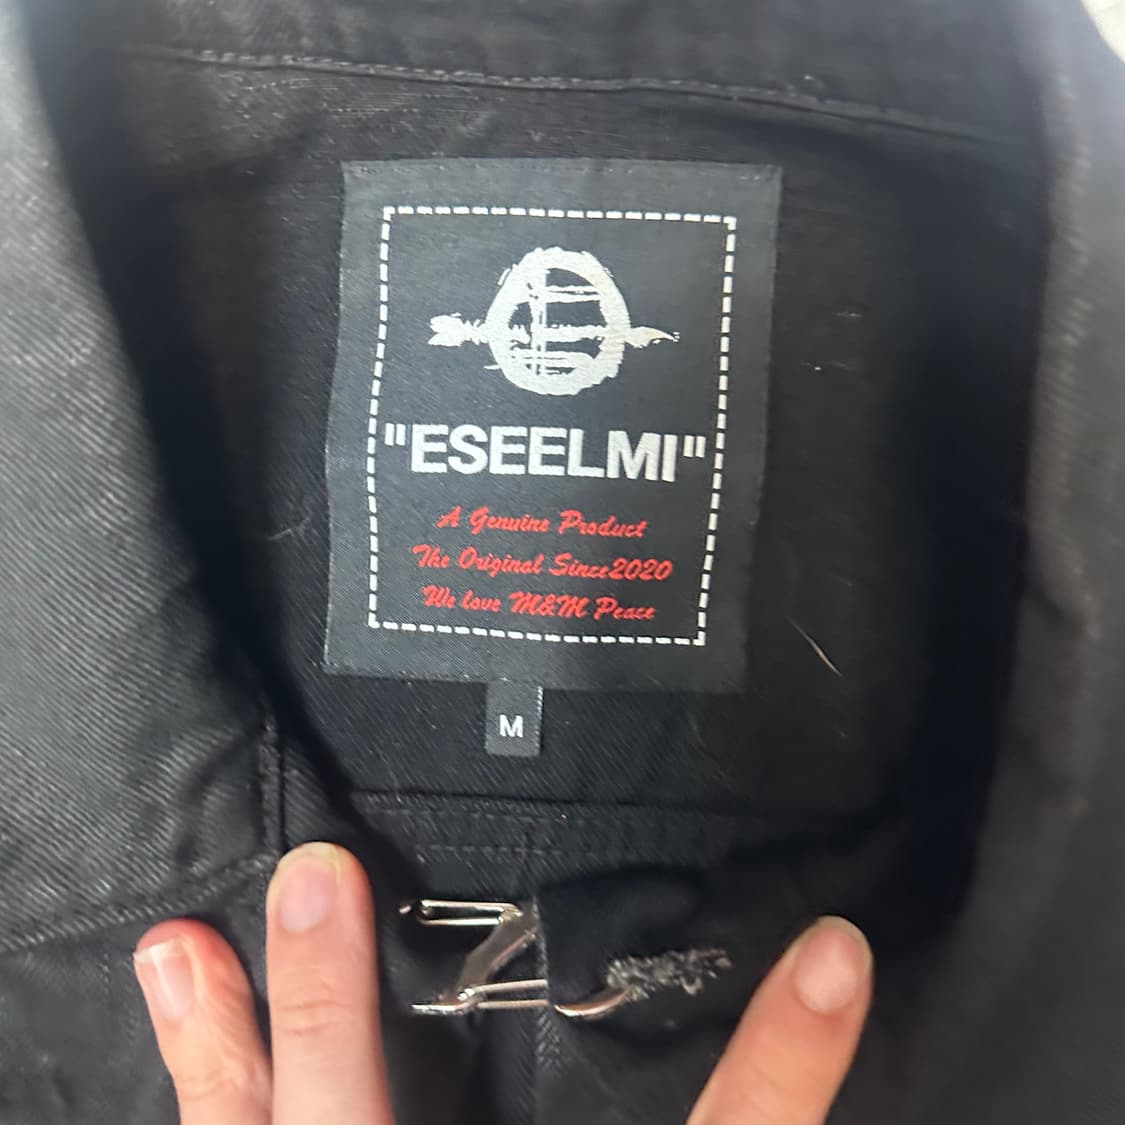 "ESEELMI"
A Genuine Product
The Original Since2020
We love M&M Peace
M